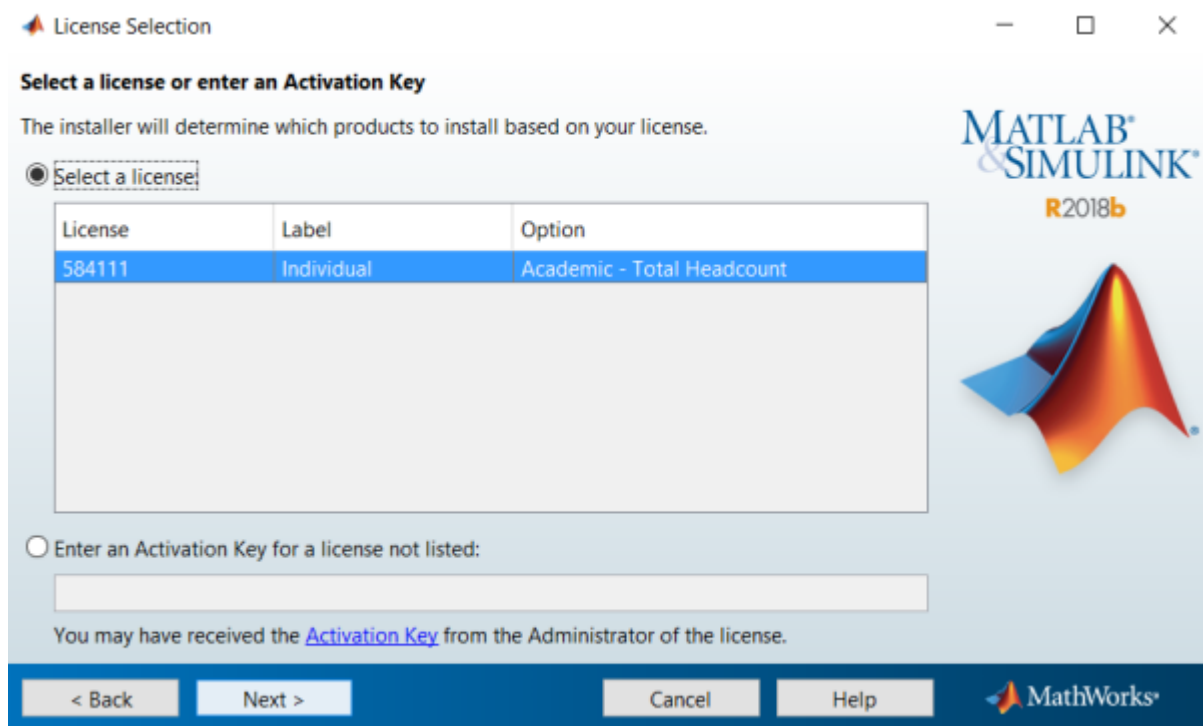 License Selection
Select a license or enter an Activation Key
The installer will determine which products to install based on your license.
MATLAB®
&SIMULINK®
R2018b
Select a license:
License Label Option
584111 Individual Academic - Total Headcount
Enter an Activation Key for a license not listed:
You may have received the Activation Key from the Administrator of the license.
< Back Next > Cancel Help MathWorks®